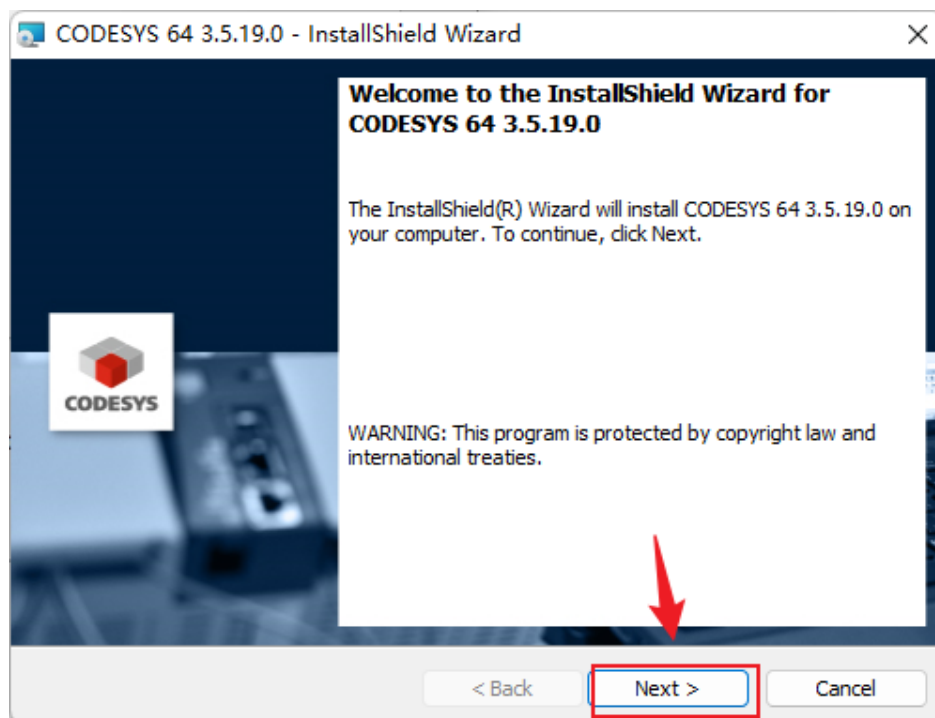 CODESYS 64 3.5.19.0 - InstallShield Wizard
Welcome to the InstallShield Wizard for
CODESYS 64 3.5.19.0
The InstallShield(R) Wizard will install CODESYS 64 3.5.19.0 on
your computer. To continue, click Next.
CODESYS
WARNING: This program is protected by copyright law and
international treaties.
< Back
Next >
Cancel